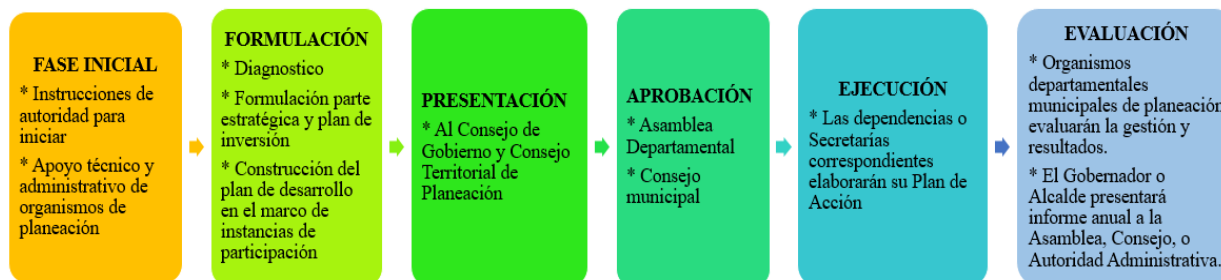 FASE INICIAL
* Instrucciones de
autoridad para
iniciar
* Apoyo técnico y
administrativo de
organismos de
planeación
FORMULACIÓN
* Diagnostico
* Formulación parte
estratégica y plan de
inversión
* Construcción del
plan de desarrollo
en el marco de
instancias de
participación
PRESENTACIÓN
* Al Consejo de
Gobierno y Consejo
Territorial de
Planeación
APROBACIÓN
* Asamblea
Departamental
* Consejo
municipal
EJECUCIÓN
* Las dependencias o
Secretarías
correspondientes
elaborarán su Plan de
Acción
EVALUACIÓN
* Organismos
departamentales
municipales de planeación
evaluarán la gestión y
resultados.
* El Gobernador o
Alcalde presentará
informe anual a la
Asamblea, Consejo, o
Autoridad Administrativa.